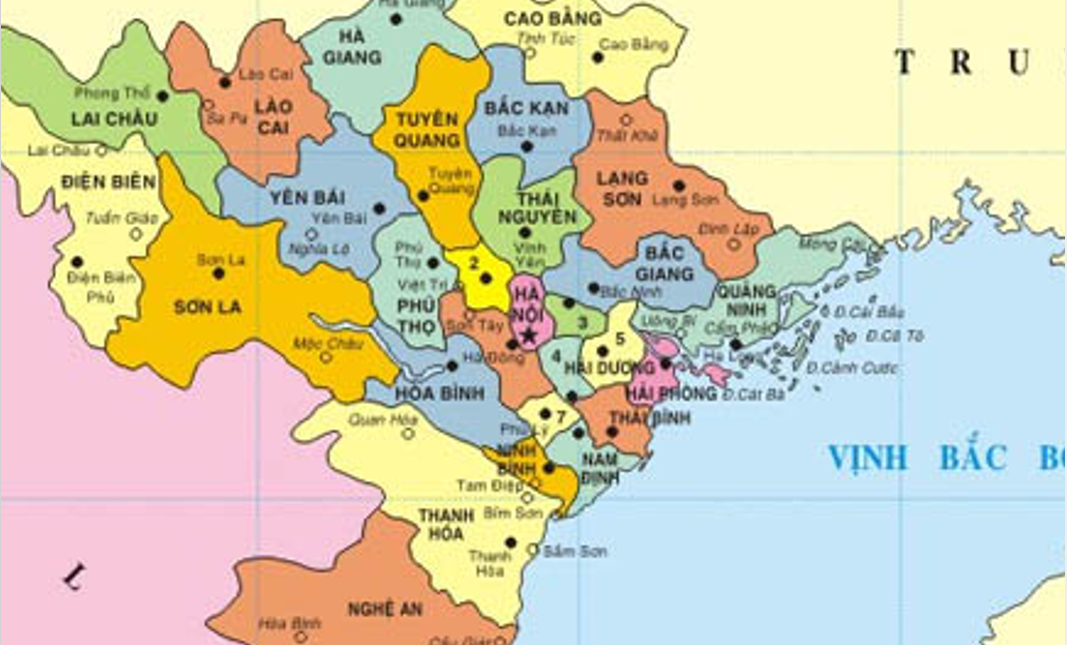 Hà Giang
CAO BẰNG
HÀ
GIANG
Tĩnh Túc
Cao Bằng
T R U
Lào Cai
Phong Thổ
Sa Pa
LÀO
CAI
LAI CHÂU
TUYÊN
QUANG
BẮC KẠN
Bắc Kạn
Thất Khê
Lai Châu
ĐIỆN BIÊN
Tuyên
Quang
LẠNG
SƠN
Lạng Sơn
YÊN BÁI
Yên Bái
THÁI
NGUYÊN
Tuần Giáo
Nghĩa Lộ
Đình Lập
Móng Cái
Phú
Thọ
Vĩnh
Yên
BẮC
GIANG
Sơn La
Điện Biên
Phủ
2
Việt Trì
HÀ
NỘI
Bắc Ninh
QUẢNG
NINH
SƠN LA
PHÚ
THỌ
Sơn Tây
3
Uông Bí
Cẩm Phả
Đ.Cái Bầu
Đ.Cô Tô
Mộc Châu
Hà Đông
4
5
HẢI DƯƠNG
Hạ Long
Đ.Cảnh Cước
HÒA BÌNH
HẢI PHÒNG
Đ.Cát Bà
Quan Hóa
Phủ Lý
7
THÁI BÌNH
NINH
BÌNH
NAM
ĐỊNH
VỊNH BẮC BỘ
Tam Điệp
Bỉm Sơn
THANH
HÓA
Thanh
Hóa
Sầm Sơn
L
NGHỆ AN
Hòa Bình
Cầu Giát